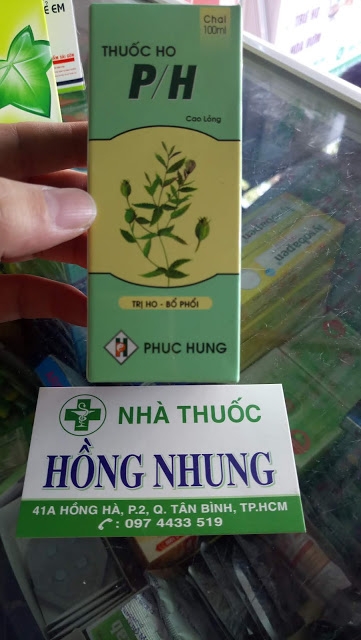 Ẻ EM
Chai
100ml
THUỐC HO
P/H
Cao Lỏng
TRỊ HO - BỔ PHỔI
PHUC HUNG
NHÀ THUỐC
HỒNG NHUNG
41A HỒNG HÀ, P.2, Q. TÂN BÌNH, TP.HCM
: 097 4433 519